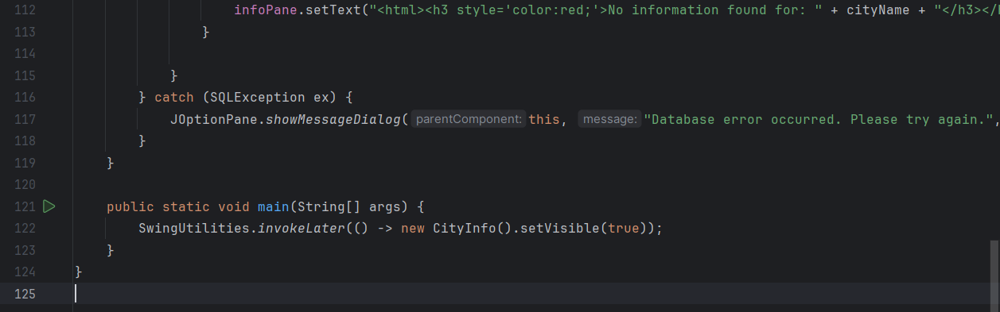 112 infoPane.setText("<html><h3 style='color:red;'>No information found for: " + cityName + "</h3></
113 }
114
115 }
116 } catch (SQLException ex) {
117 JOptionPane.showMessageDialog( parentComponent: this, message: "Database error occurred. Please try again.",
118 }
119 }
120
121 public static void main(String[] args) {
122 SwingUtilities.invokeLater(() -> new CityInfo().setVisible(true));
123 }
124 }
125